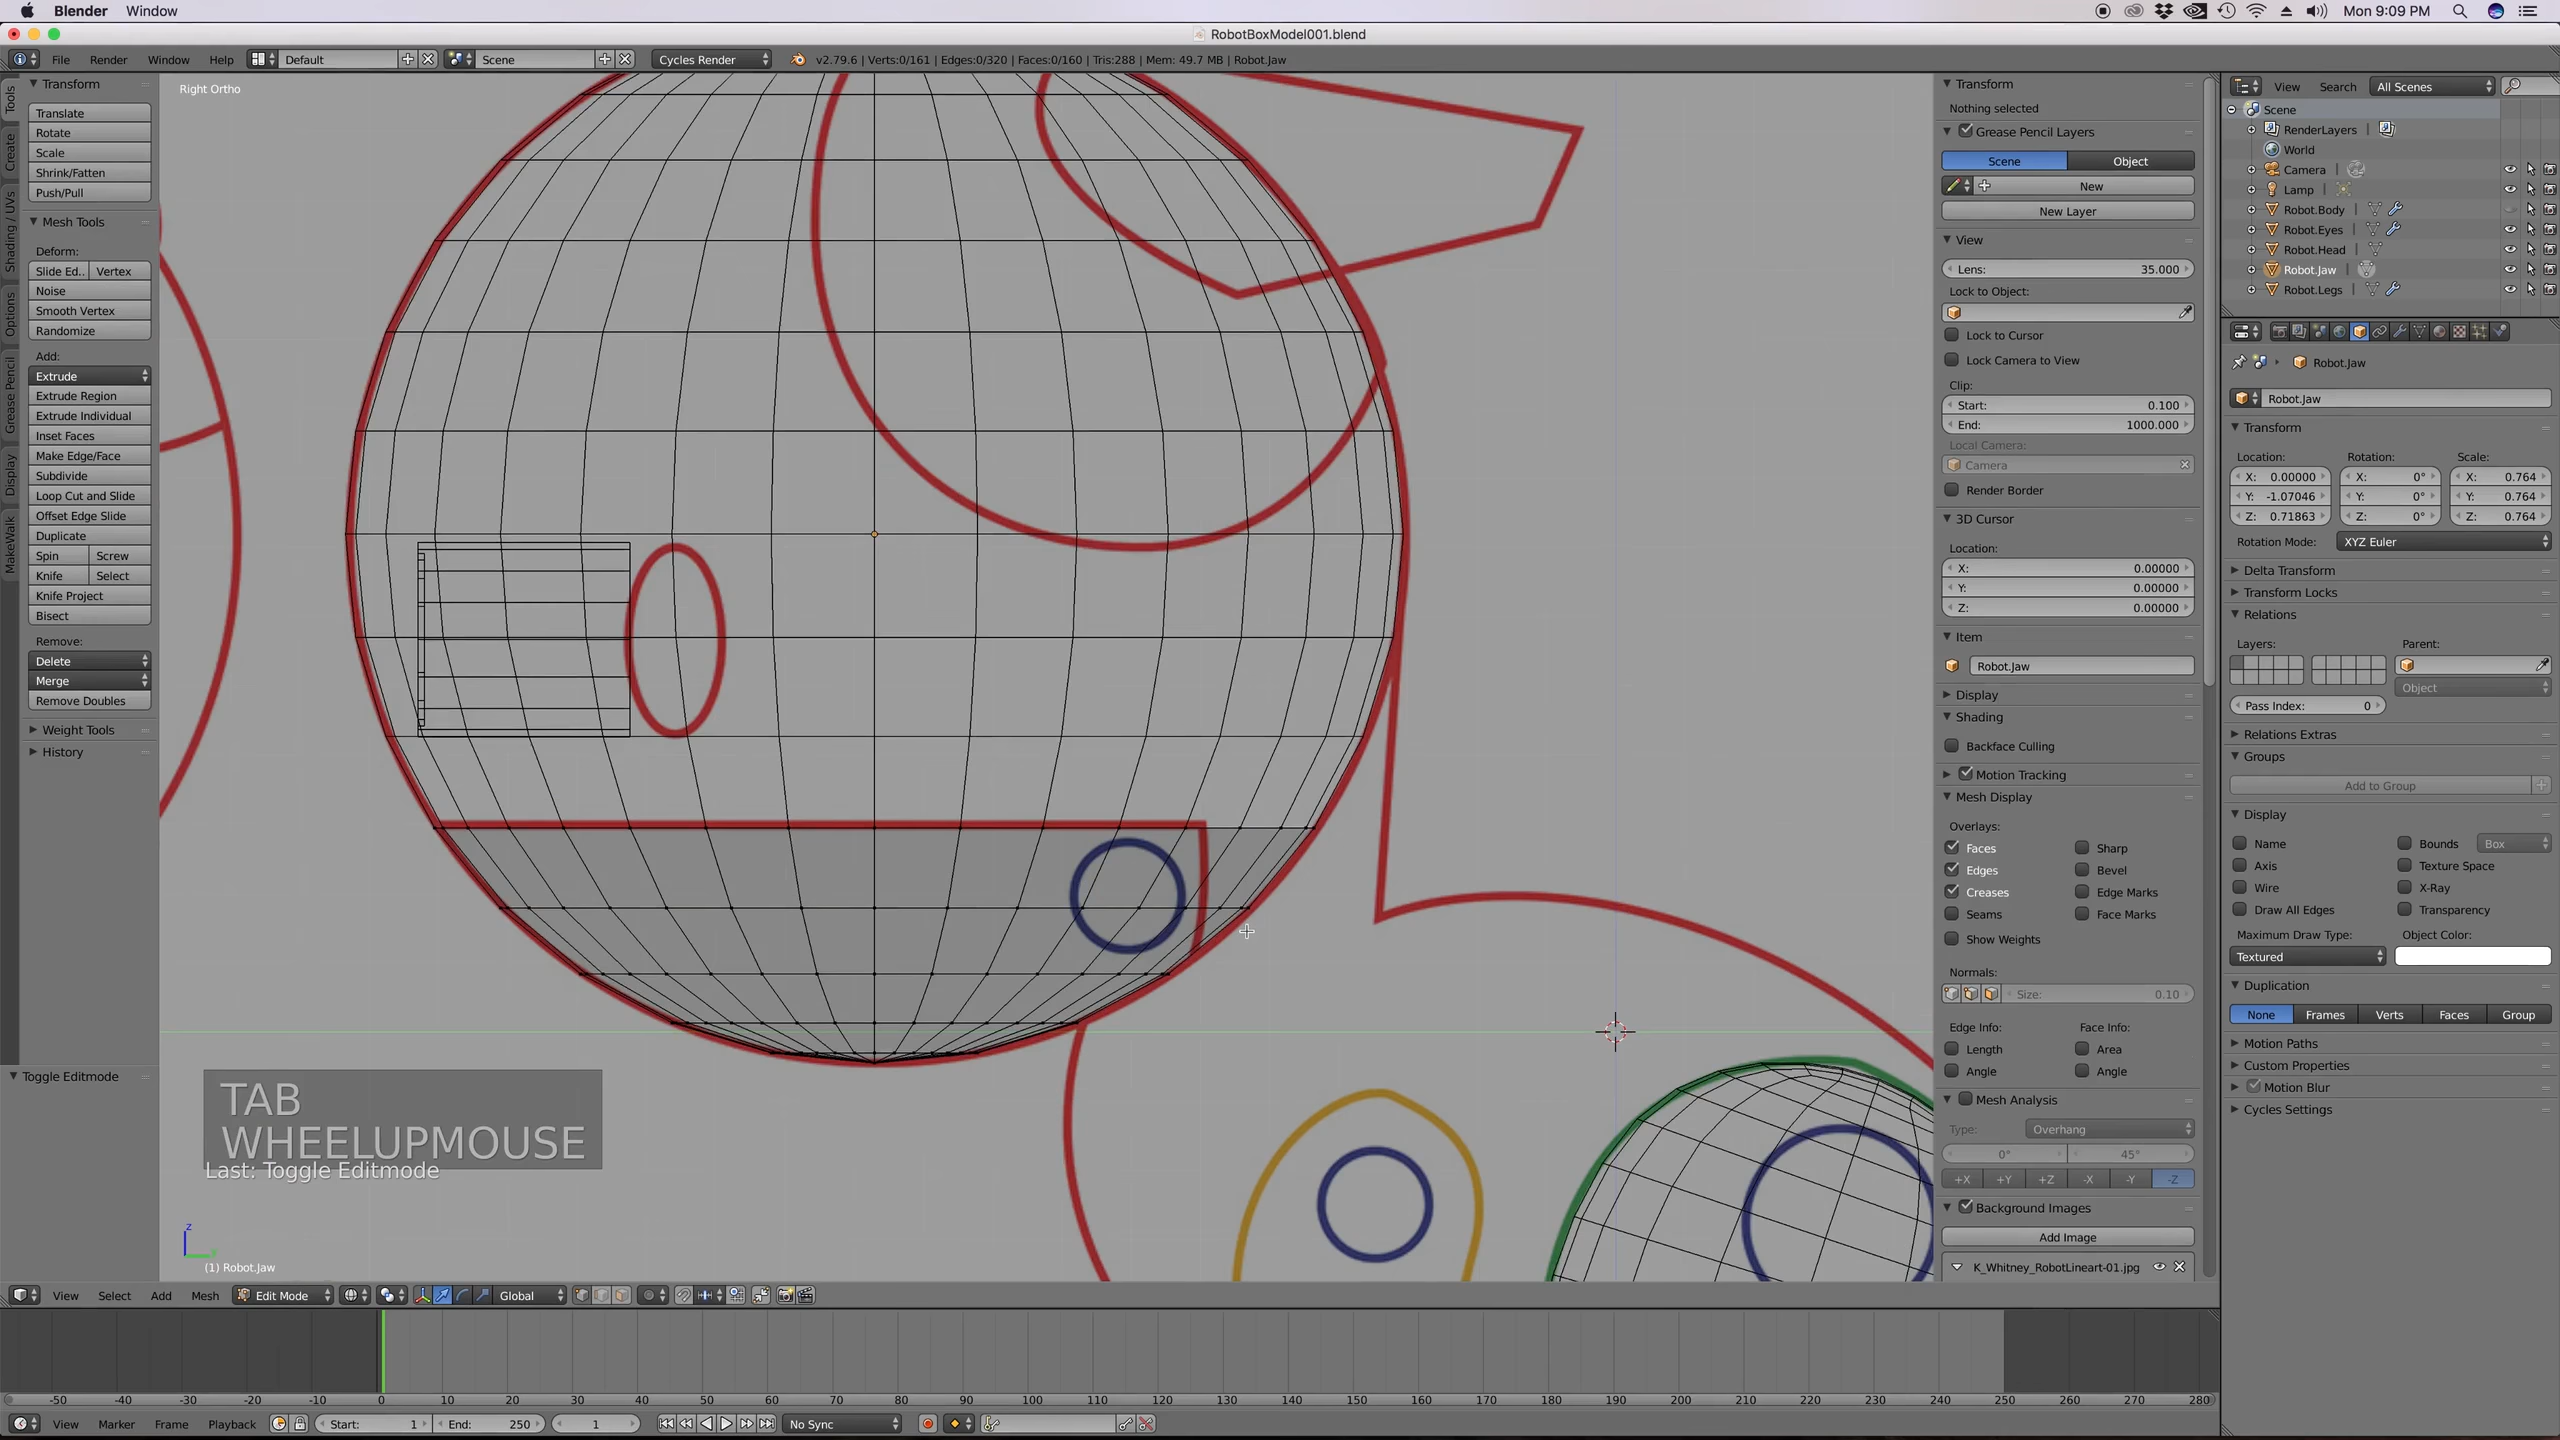 Blender Window Mon 9:09 PM
RobotBoxModel001.blend
File Render Window Help Default Scene Cycles Render v2.79.6 | Verts:0/161 | Edges:0/320 | Faces:0/160 | Tris:288 | Mem: 49.7 MB | Robot.Jaw
Tools
Create
Shading / UVs
Options
Grease Pencil
Display
MakeWalk
Transform
Translate
Rotate
Scale
Shrink/Fatten
Push/Pull
Mesh Tools
Deform:
Slide Ed.. Vertex
Noise
Smooth Vertex
Randomize
Add:
Extrude
Extrude Region
Extrude Individual
Inset Faces
Make Edge/Face
Subdivide
Loop Cut and Slide
Offset Edge Slide
Duplicate
Spin Screw
Knife Select
Knife Project
Bisect
Remove:
Delete
Merge
Remove Doubles
Weight Tools
History
Toggle Editmode
Right Ortho
TAB
WHEELUPMOUSE
Last: Toggle Editmode
z
y
(1) Robot.Jaw
Transform
Nothing selected
Grease Pencil Layers
Scene Object
New
New Layer
View
Lens: 35.000
Lock to Object:
Lock to Cursor
Lock Camera to View
Clip:
Start: 0.100
End: 1000.000
Local Camera:
Camera
Render Border
3D Cursor
Location:
X: 0.00000
Y: 0.00000
Z: 0.00000
Item
Robot.Jaw
Display
Shading
Backface Culling
Motion Tracking
Mesh Display
Overlays:
Faces Sharp
Edges Bevel
Creases Edge Marks
Seams Face Marks
Show Weights
Normals:
Size: 0.10
Edge Info: Face Info:
Length Area
Angle Angle
Mesh Analysis
Type: Overhang
0° 45°
+X +Y +Z -X -Y -Z
Background Images
Add Image
K_Whitney_RobotLineart-01.jpg
View Search All Scenes
Scene
RenderLayers
World
Camera
Lamp
Robot.Body
Robot.Eyes
Robot.Head
Robot.Jaw
Robot.Legs
Robot.Jaw
Robot.Jaw
Transform
Location: Rotation: Scale:
X: 0.00000 X: 0° X: 0.764
Y: -1.07046 Y: 0° Y: 0.764
Z: 0.71863 Z: 0° Z: 0.764
Rotation Mode: XYZ Euler
Delta Transform
Transform Locks
Relations
Layers: Parent:
Object
Pass Index: 0
Relations Extras
Groups
Add to Group
Display
Name Bounds Box
Axis Texture Space
Wire X-Ray
Draw All Edges Transparency
Maximum Draw Type: Object Color:
Textured
Duplication
None Frames Verts Faces Group
Motion Paths
Custom Properties
Motion Blur
Cycles Settings
View Select Add Mesh Edit Mode Global
-50 -40 -30 -20 -10 0 10 20 30 40 50 60 70 80 90 100 110 120 130 140 150 160 170 180 190 200 210 220 230 240 250 260 270 280
View Marker Frame Playback Start: 1 End: 250 1 No Sync